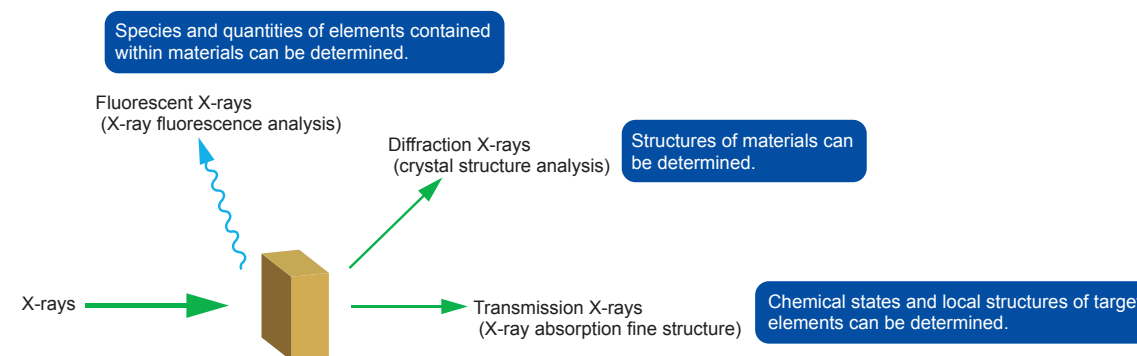 Species and quantities of elements contained
within materials can be determined.
Fluorescent X-rays
(X-ray fluorescence analysis)
Diffraction X-rays
(crystal structure analysis)
Structures of materials can
be determined.
X-rays
Transmission X-rays
(X-ray absorption fine structure)
Chemical states and local structures of target
elements can be determined.